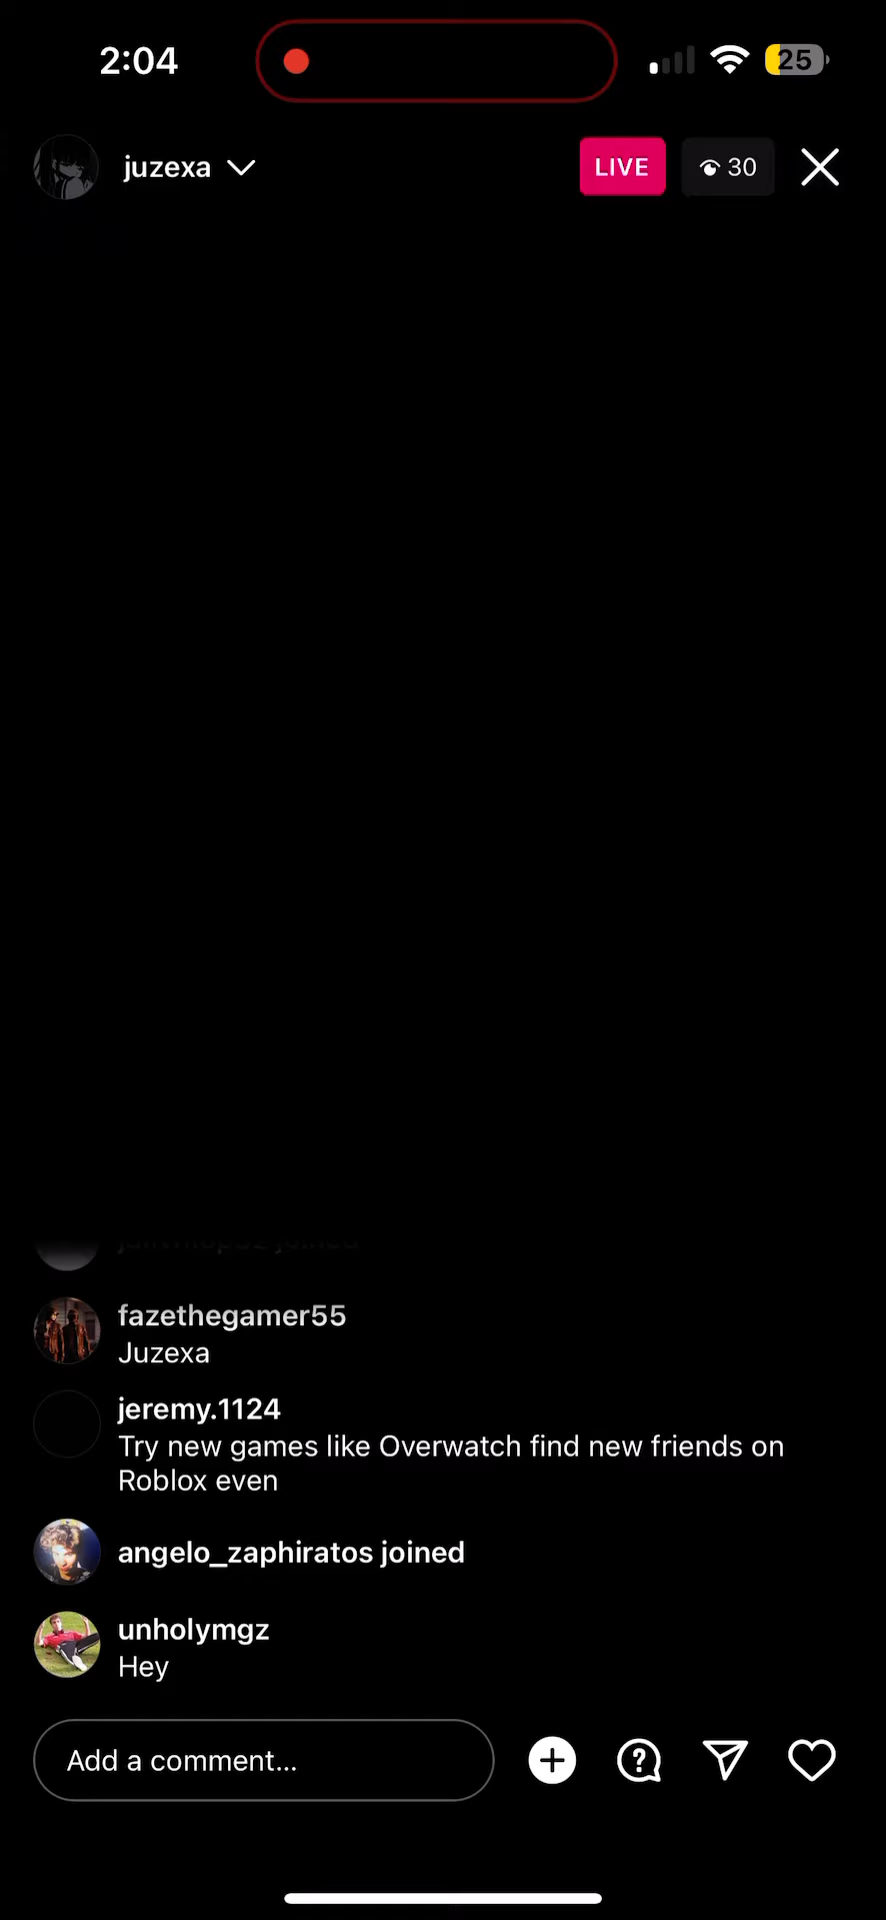 2:04
25
juzexa
LIVE
30
fazethegamer55
Juzexa
jeremy.1124
Try new games like Overwatch find new friends on
Roblox even
angelo_zaphiratos joined
unholymgz
Hey
Add a comment...